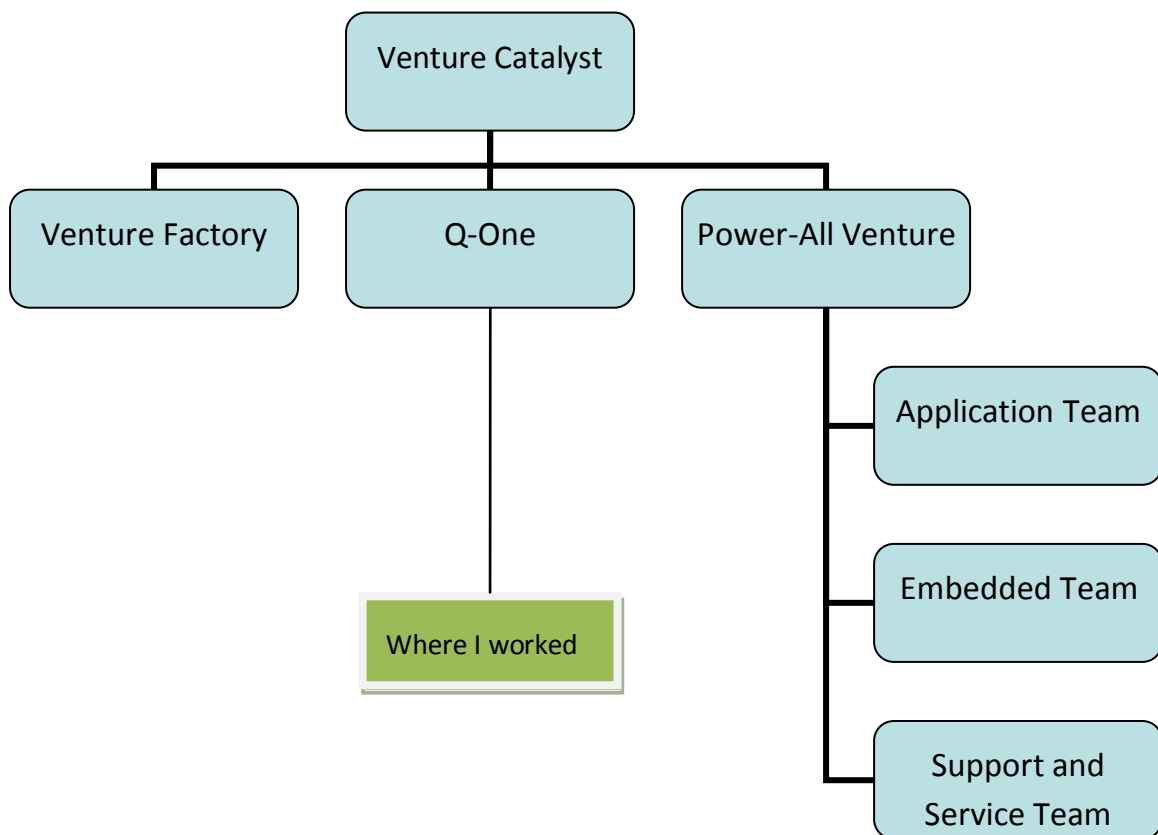 Venture Catalyst
Venture Factory
Q-One
Power-All Venture
Application Team
Embedded Team
Where I worked
Support and
Service Team